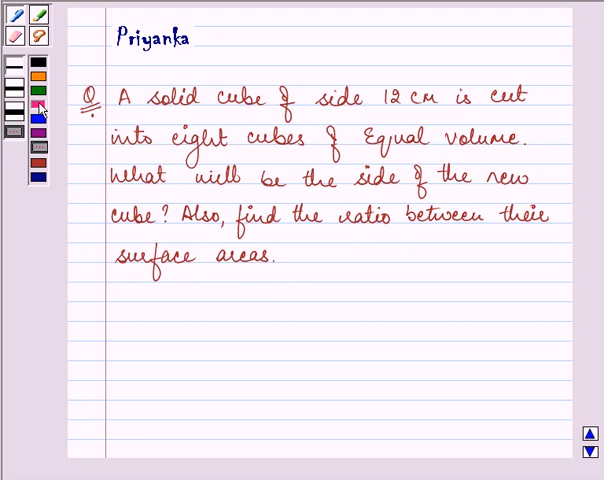 Priyanka
Q A solid cube of side 12 cm is cut
into eight cubes of Equal volume.
What will be the side of the new
cube? Also, find the ratio between their
surface areas.